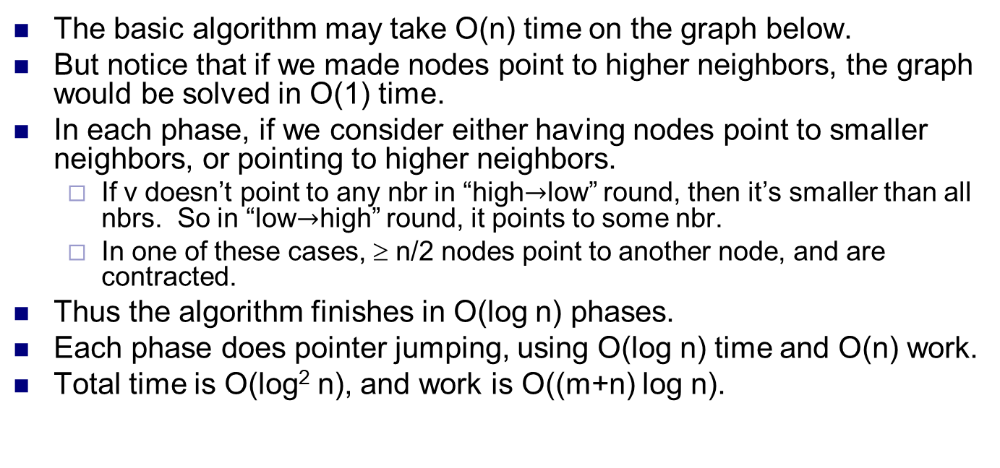 The basic algorithm may take O(n) time on the graph below.
But notice that if we made nodes point to higher neighbors, the graph
would be solved in O(1) time.
In each phase, if we consider either having nodes point to smaller
neighbors, or pointing to higher neighbors.
If v doesn’t point to any nbr in “high→low” round, then it’s smaller than all
nbrs.  So in “low→high” round, it points to some nbr.
In one of these cases, ≥ n/2 nodes point to another node, and are
contracted.
Thus the algorithm finishes in O(log n) phases.
Each phase does pointer jumping, using O(log n) time and O(n) work.
Total time is O(log² n), and work is O((m+n) log n).